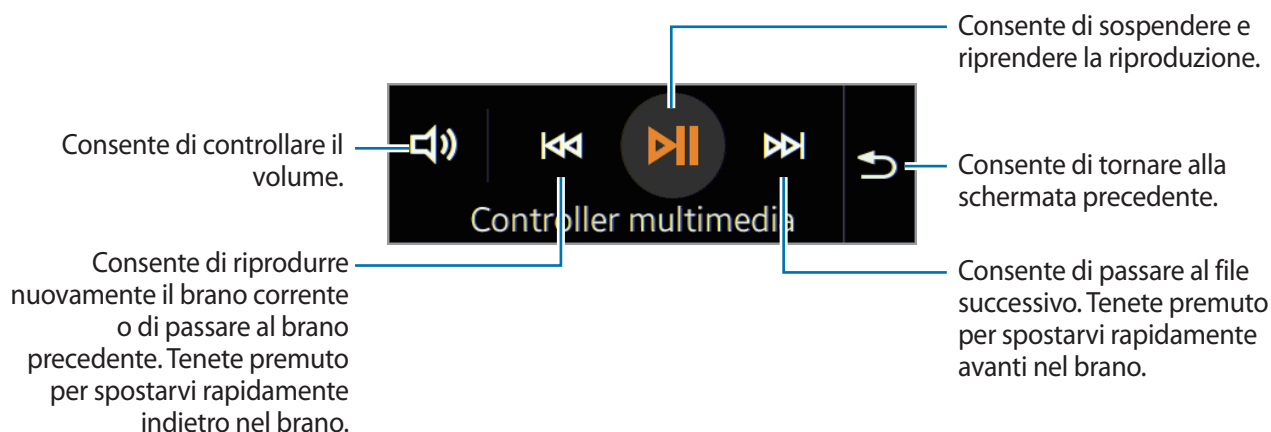 Consente di sospendere e
riprendere la riproduzione.
Consente di controllare il
volume.
Controller multimedia
Consente di tornare alla
schermata precedente.
Consente di riprodurre
nuovamente il brano corrente
o di passare al brano
precedente. Tenete premuto
per spostarvi rapidamente
indietro nel brano.
Consente di passare al file
successivo. Tenete premuto
per spostarvi rapidamente
avanti nel brano.